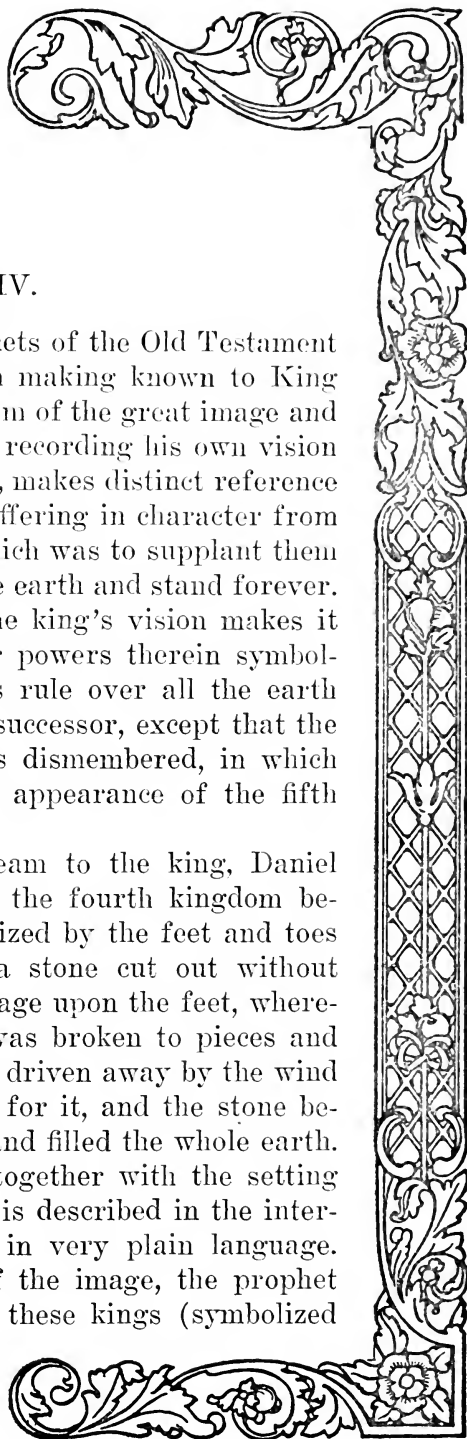 IV.
ets of the Old Testament
making known to King
m of the great image and
recording his own vision
, makes distinct reference
ffering in character from
hich was to supplant them
e earth and stand forever.
he king's vision makes it
r powers therein symbol-
s rule over all the earth
successor, except that the
s dismembered, in which
appearance of the fifth
eam to the king, Daniel
the fourth kingdom be-
ized by the feet and toes
a stone cut out without
age upon the feet, where-
was broken to pieces and
driven away by the wind
for it, and the stone be-
and filled the whole earth.
together with the setting
is described in the inter-
in very plain language.
f the image, the prophet
these kings (symbolized